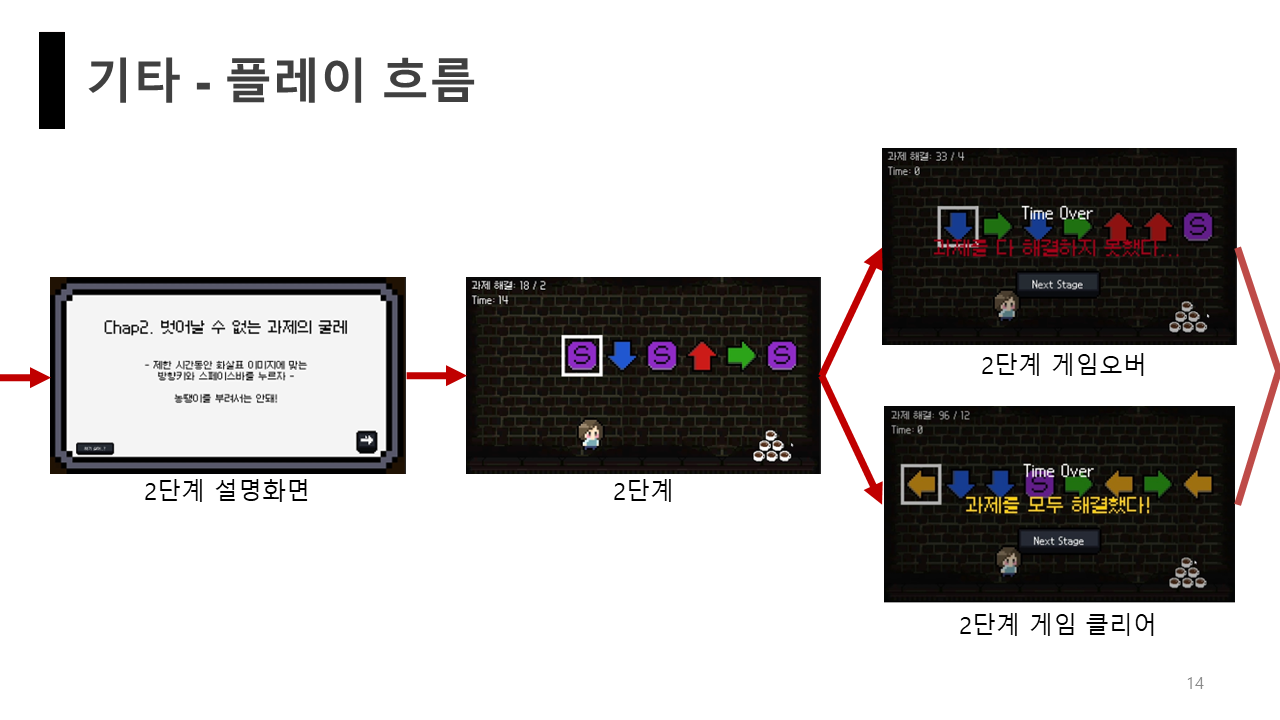 기타 - 플레이 흐름
Chap2. 벗어날 수 없는 과제의 굴레
- 제한 시간동안 화살표 이미지에 맞는
방향키와 스페이스바를 누르자 -
농땡이를 부려서는 안돼!
2단계 설명화면
과제 해결: 18 / 2
Time: 14
S S S
2단계
과제 해결: 33 / 4
Time: 0
Time Over
S
과제를 다 해결하지 못했다...
Next Stage
2단계 게임오버
과제 해결: 96 / 12
Time: 0
Time Over
S
과제를 모두 해결했다!
Next Stage
2단계 게임 클리어
14